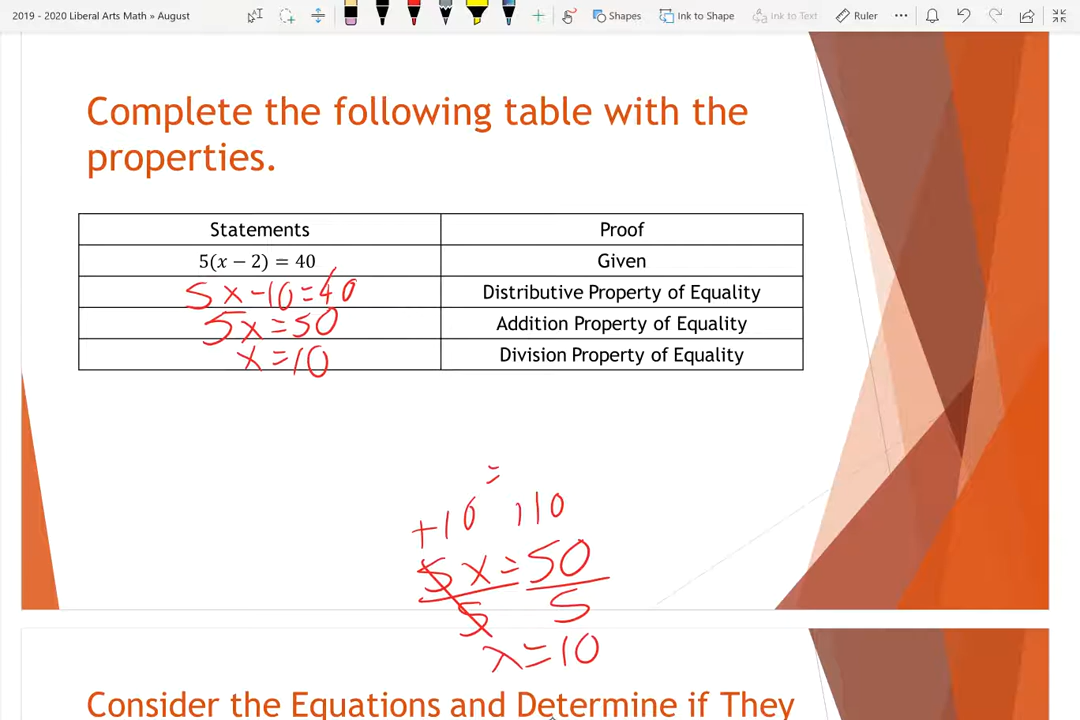 2019 - 2020 Liberal Arts Math » August
Shapes
Ink to Shape
Ink to Text
Ruler
Complete the following table with the
properties.
Statements Proof
5(x − 2) = 40 Given
5x-10=40 Distributive Property of Equality
5x=50 Addition Property of Equality
x=10 Division Property of Equality
=
+10 10
5x=50
5 5
x=10
Consider the Equations and Determine if They